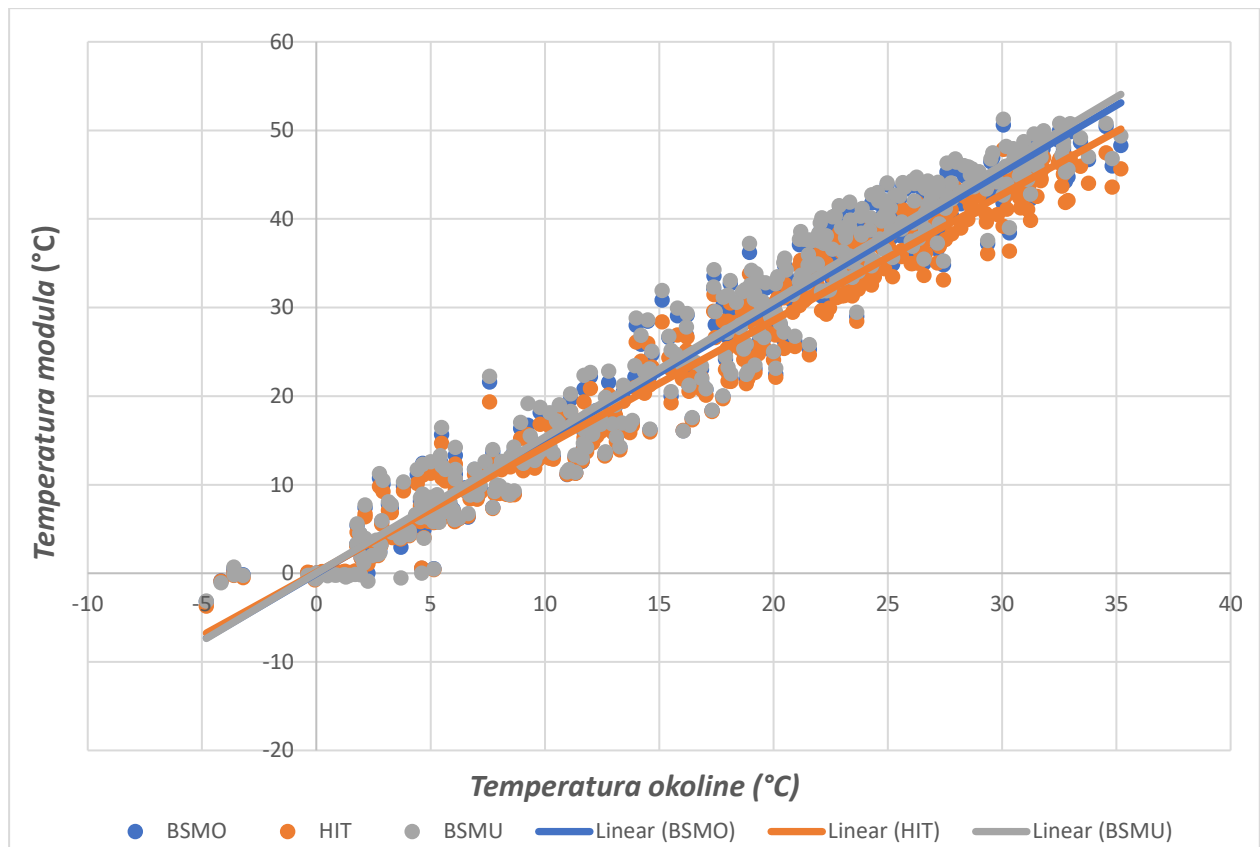 60
50
40
30
20
10
0
-10
-20
-10 -5 0 5 10 15 20 25 30 35 40
Temperatura modula (°C)
Temperatura okoline (°C)
BSMO HIT BSMU Linear (BSMO) Linear (HIT) Linear (BSMU)